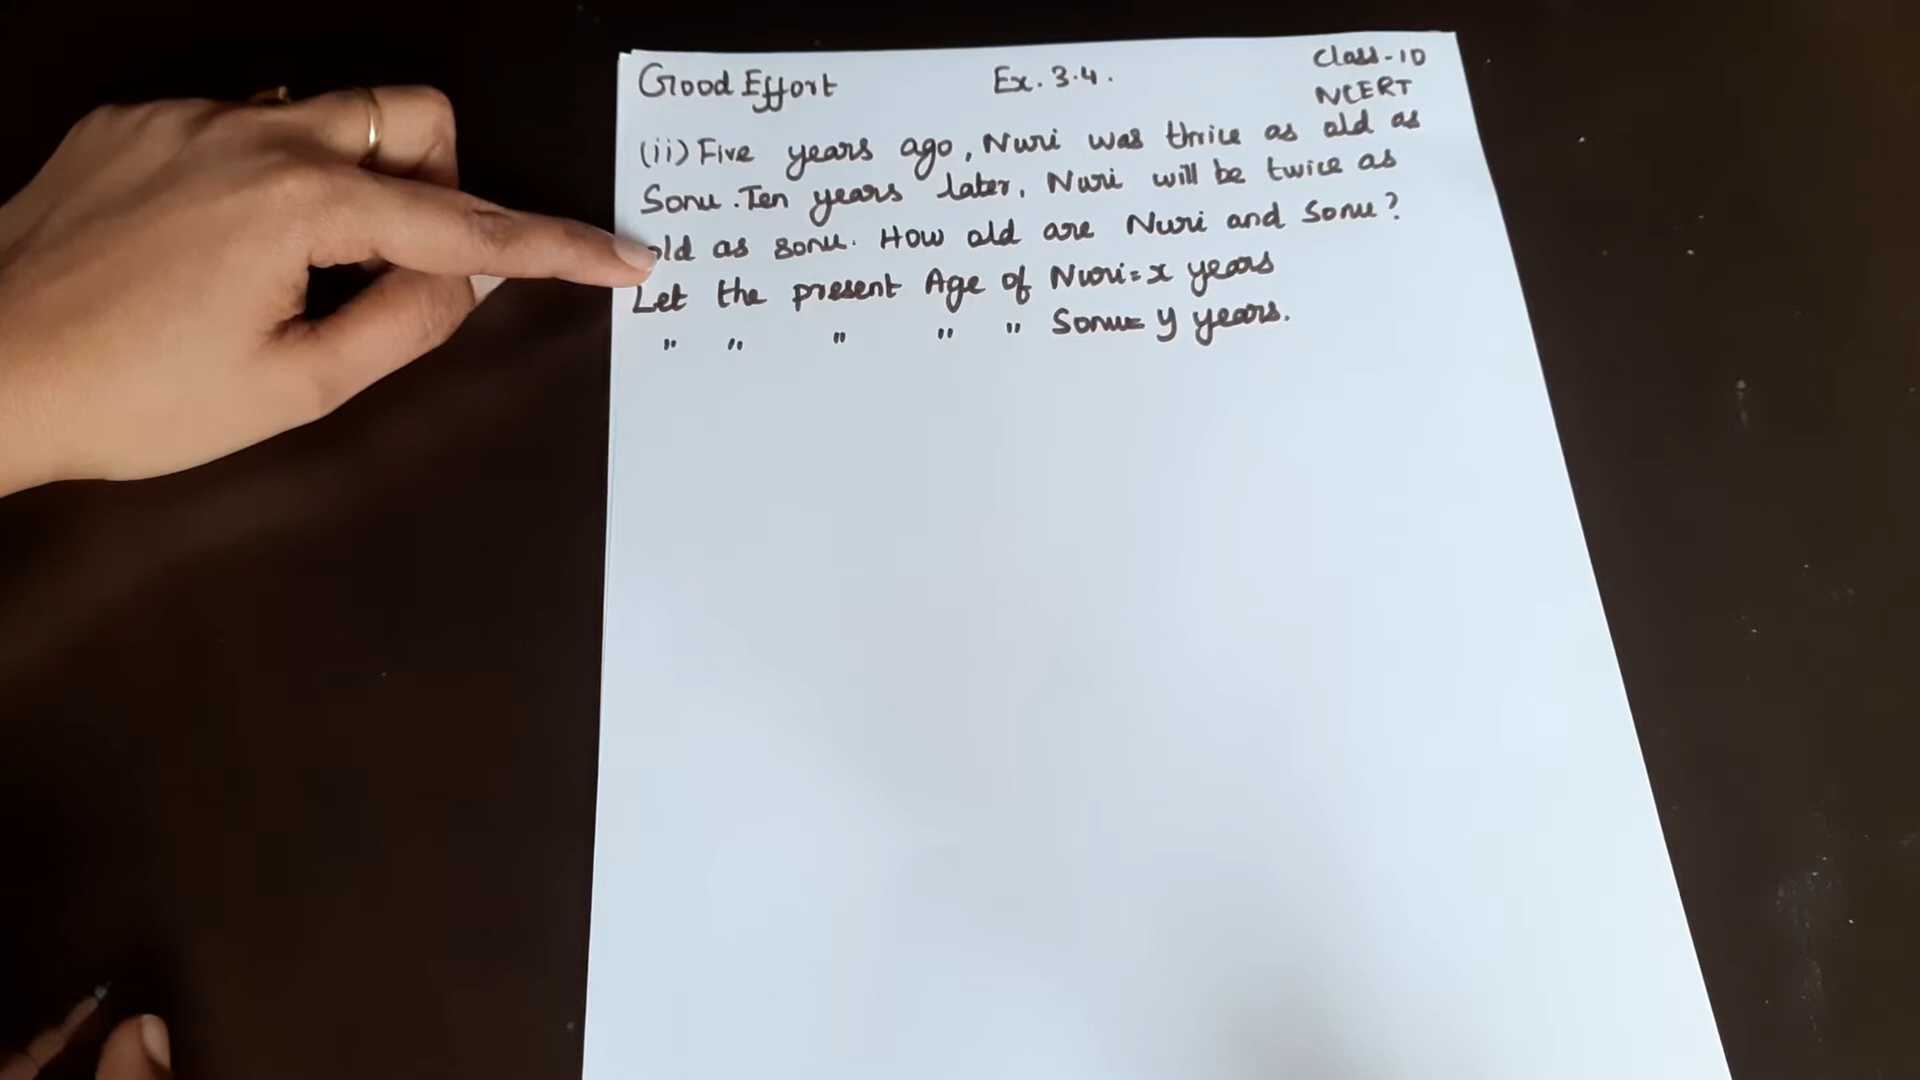 Good Effort Ex. 3.4. Class-10
NCERT
(ii) Five years ago, Nuri was thrice as old as
Sonu. Ten years later, Nuri will be twice as
old as sonu. How old are Nuri and Sonu?
Let the present Age of Nuri = x years
" " " " " Sonu = y years.